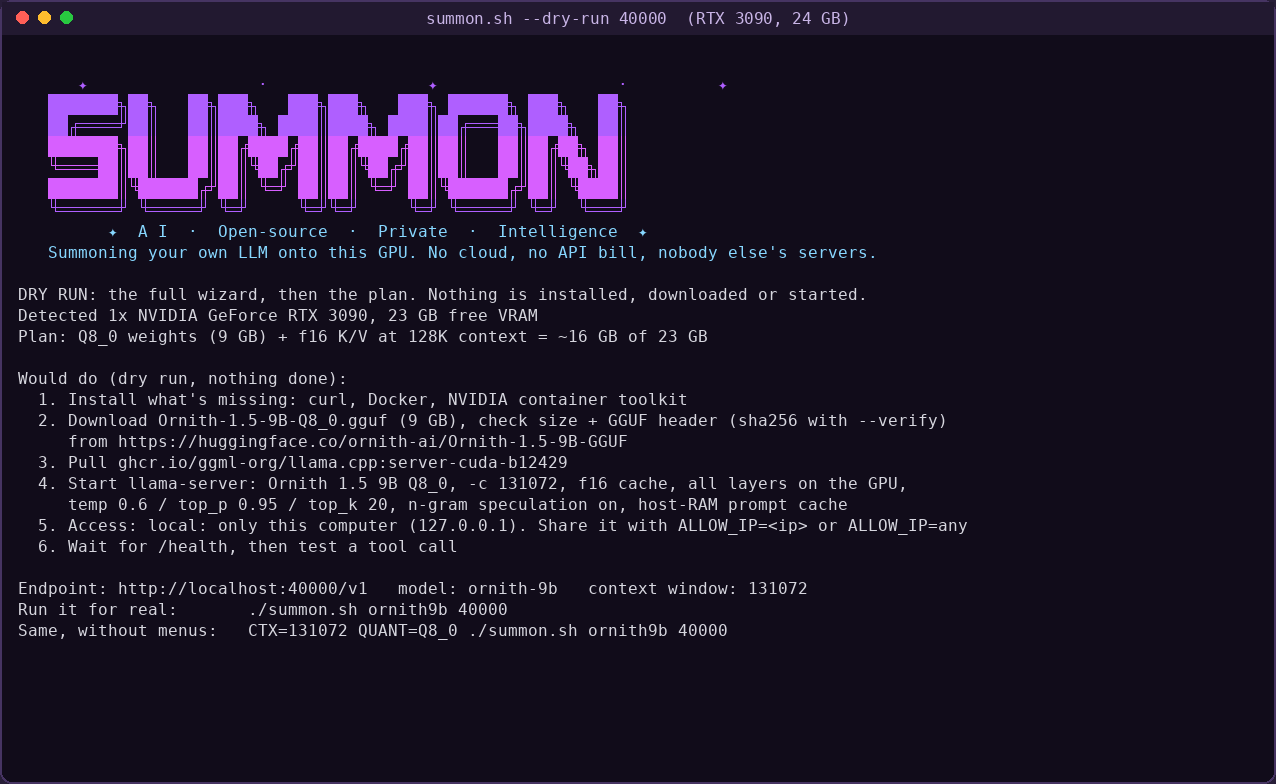 summon.sh --dry-run 40000  (RTX 3090, 24 GB)
SUMMON
✦  A I  ·  Open-source  ·  Private  ·  Intelligence  ✦
Summoning your own LLM onto this GPU. No cloud, no API bill, nobody else's servers.
DRY RUN: the full wizard, then the plan. Nothing is installed, downloaded or started.
Detected 1x NVIDIA GeForce RTX 3090, 23 GB free VRAM
Plan: Q8_0 weights (9 GB) + f16 K/V at 128K context = ~16 GB of 23 GB
Would do (dry run, nothing done):
  1. Install what's missing: curl, Docker, NVIDIA container toolkit
  2. Download Ornith-1.5-9B-Q8_0.gguf (9 GB), check size + GGUF header (sha256 with --verify)
     from https://huggingface.co/ornith-ai/Ornith-1.5-9B-GGUF
  3. Pull ghcr.io/ggml-org/llama.cpp:server-cuda-b12429
  4. Start llama-server: Ornith 1.5 9B Q8_0, -c 131072, f16 cache, all layers on the GPU,
     temp 0.6 / top_p 0.95 / top_k 20, n-gram speculation on, host-RAM prompt cache
  5. Access: local: only this computer (127.0.0.1). Share it with ALLOW_IP=<ip> or ALLOW_IP=any
  6. Wait for /health, then test a tool call
Endpoint: http://localhost:40000/v1   model: ornith-9b   context window: 131072
Run it for real:       ./summon.sh ornith9b 40000
Same, without menus:   CTX=131072 QUANT=Q8_0 ./summon.sh ornith9b 40000